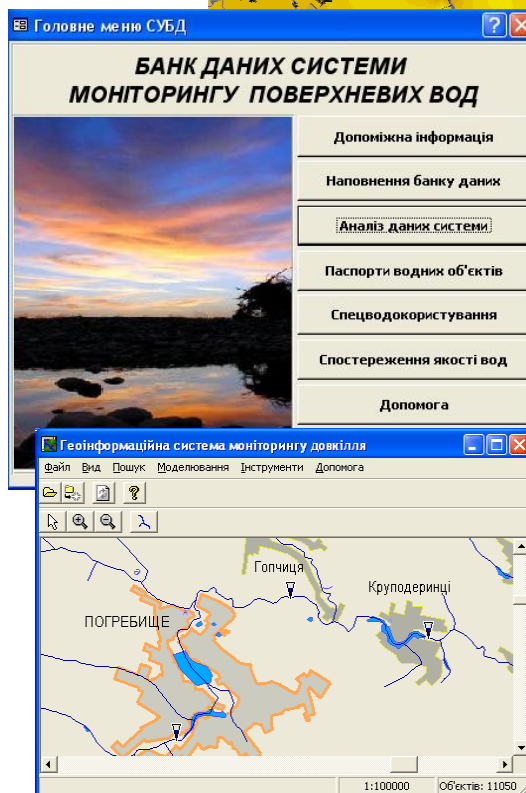 Головне меню СУБД
БАНК ДАНИХ СИСТЕМИ
МОНІТОРИНГУ ПОВЕРХНЕВИХ ВОД
Допоміжна інформація
Наповнення банку даних
Аналіз даних системи
Паспорти водних об'єктів
Спецводокористування
Спостереження якості вод
Допомога
Геоінформаційна система моніторингу довкілля
Файл Вид Пошук Моделювання Інструменти Допомога
Гопчиця
Круподеринці
ПОГРЕБИЩЕ
1:100000 Об'єктів: 11050